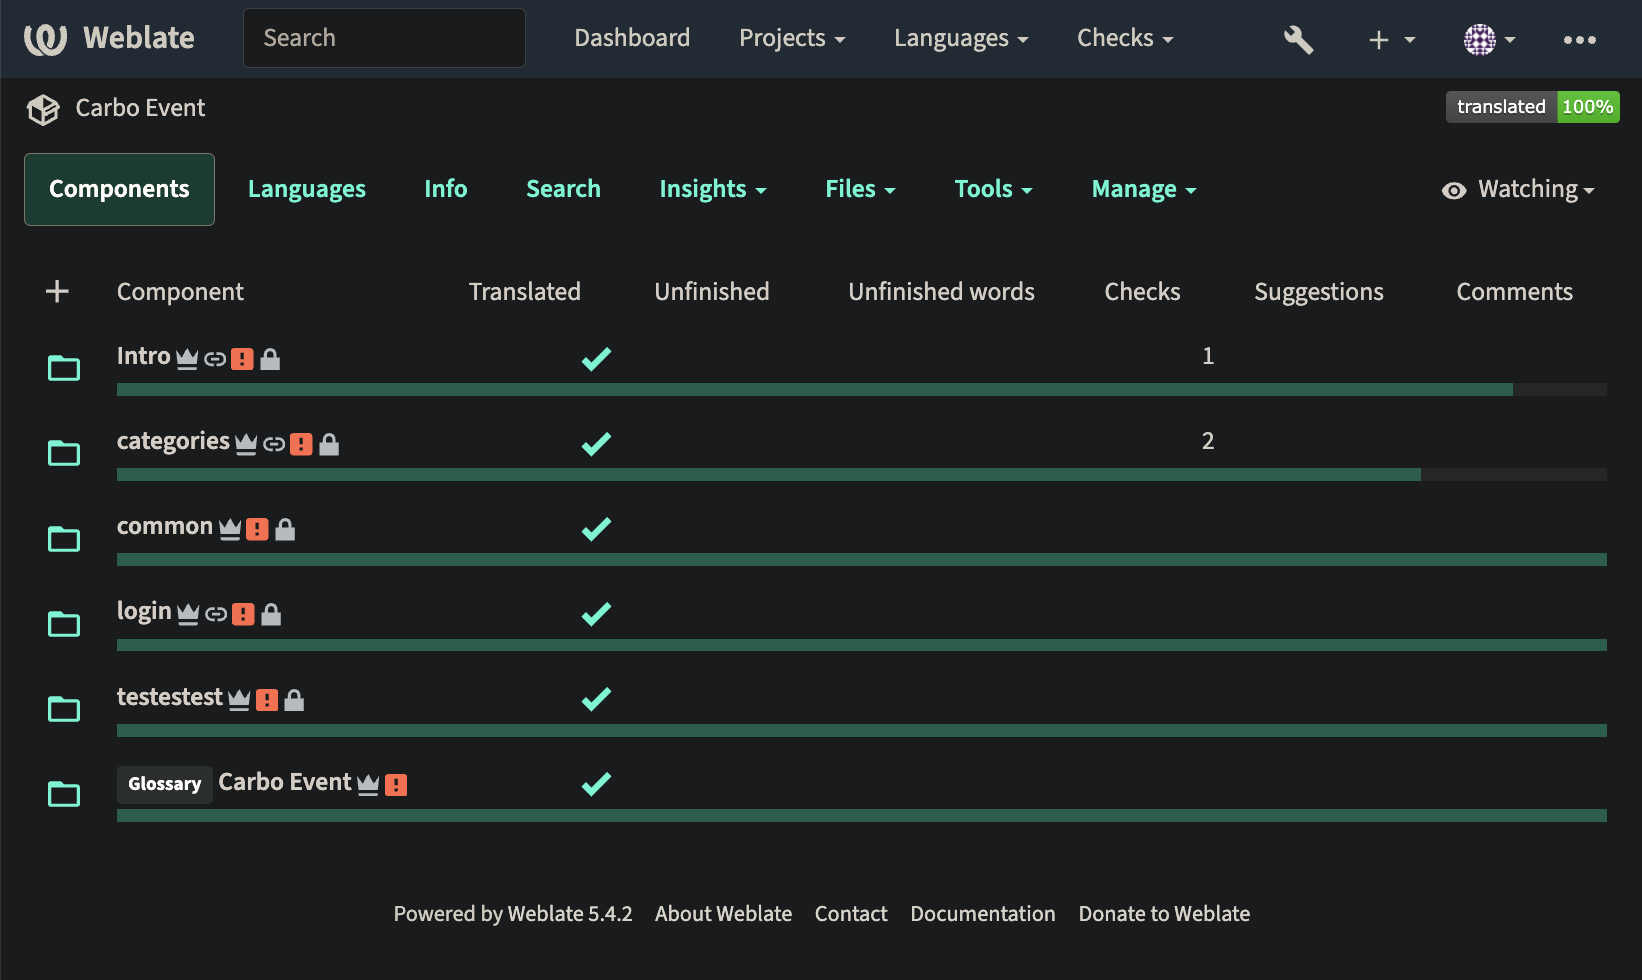 Weblate Search Dashboard Projects Languages Checks
Carbo Event translated 100%
Components Languages Info Search Insights Files Tools Manage Watching
Component Translated Unfinished Unfinished words Checks Suggestions Comments
Intro 1
categories 2
common
login
testestest
Glossary Carbo Event
Powered by Weblate 5.4.2 About Weblate Contact Documentation Donate to Weblate